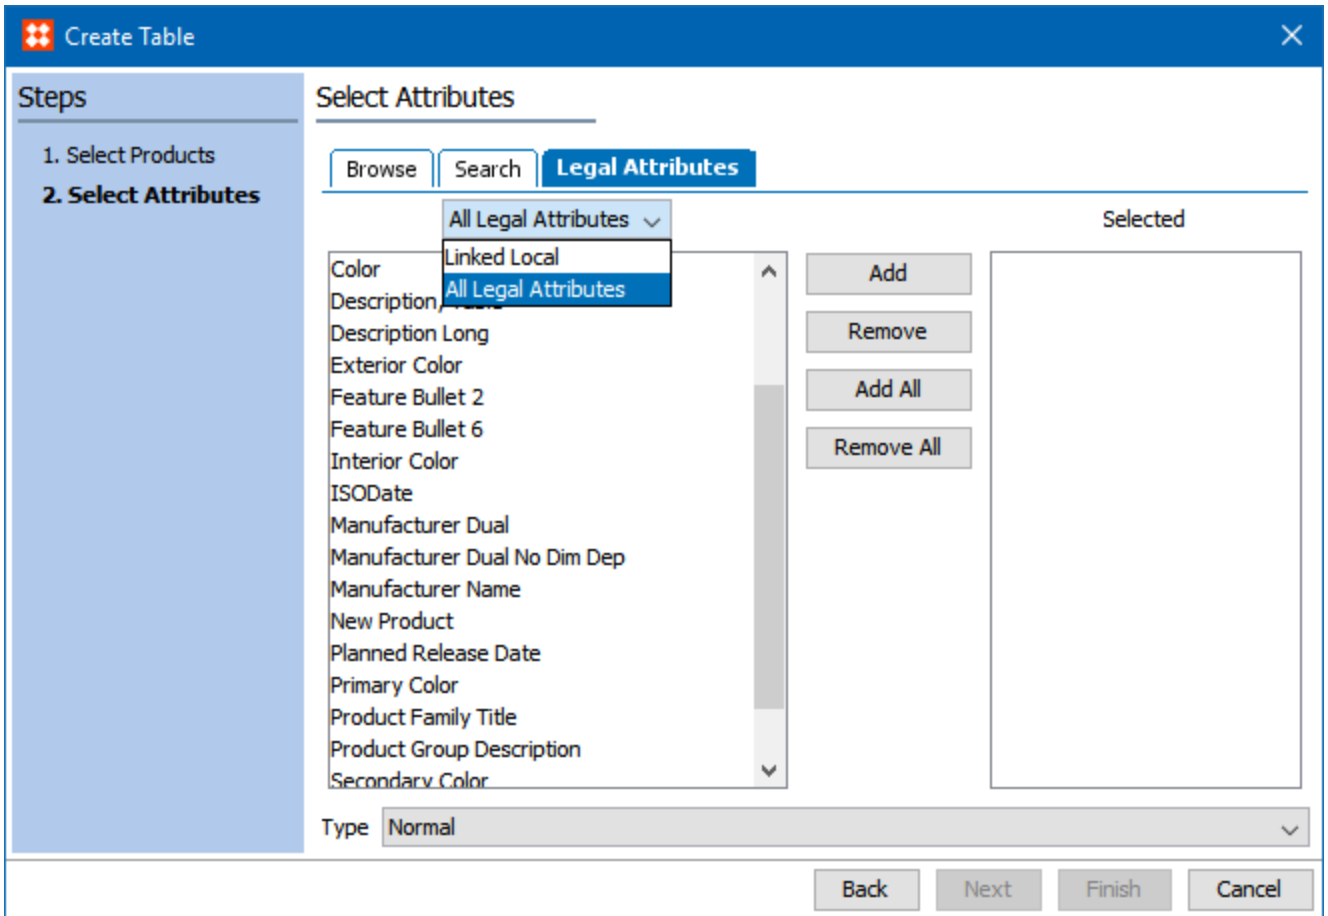 Create Table
Steps
1. Select Products
2. Select Attributes
Select Attributes
Browse
Search
Legal Attributes
All Legal Attributes
Linked Local
All Legal Attributes
Selected
Color
Description,
Description Long
Exterior Color
Feature Bullet 2
Feature Bullet 6
Interior Color
ISODate
Manufacturer Dual
Manufacturer Dual No Dim Dep
Manufacturer Name
New Product
Planned Release Date
Primary Color
Product Family Title
Product Group Description
Secondary Color
Add
Remove
Add All
Remove All
Type Normal
Back
Next
Finish
Cancel